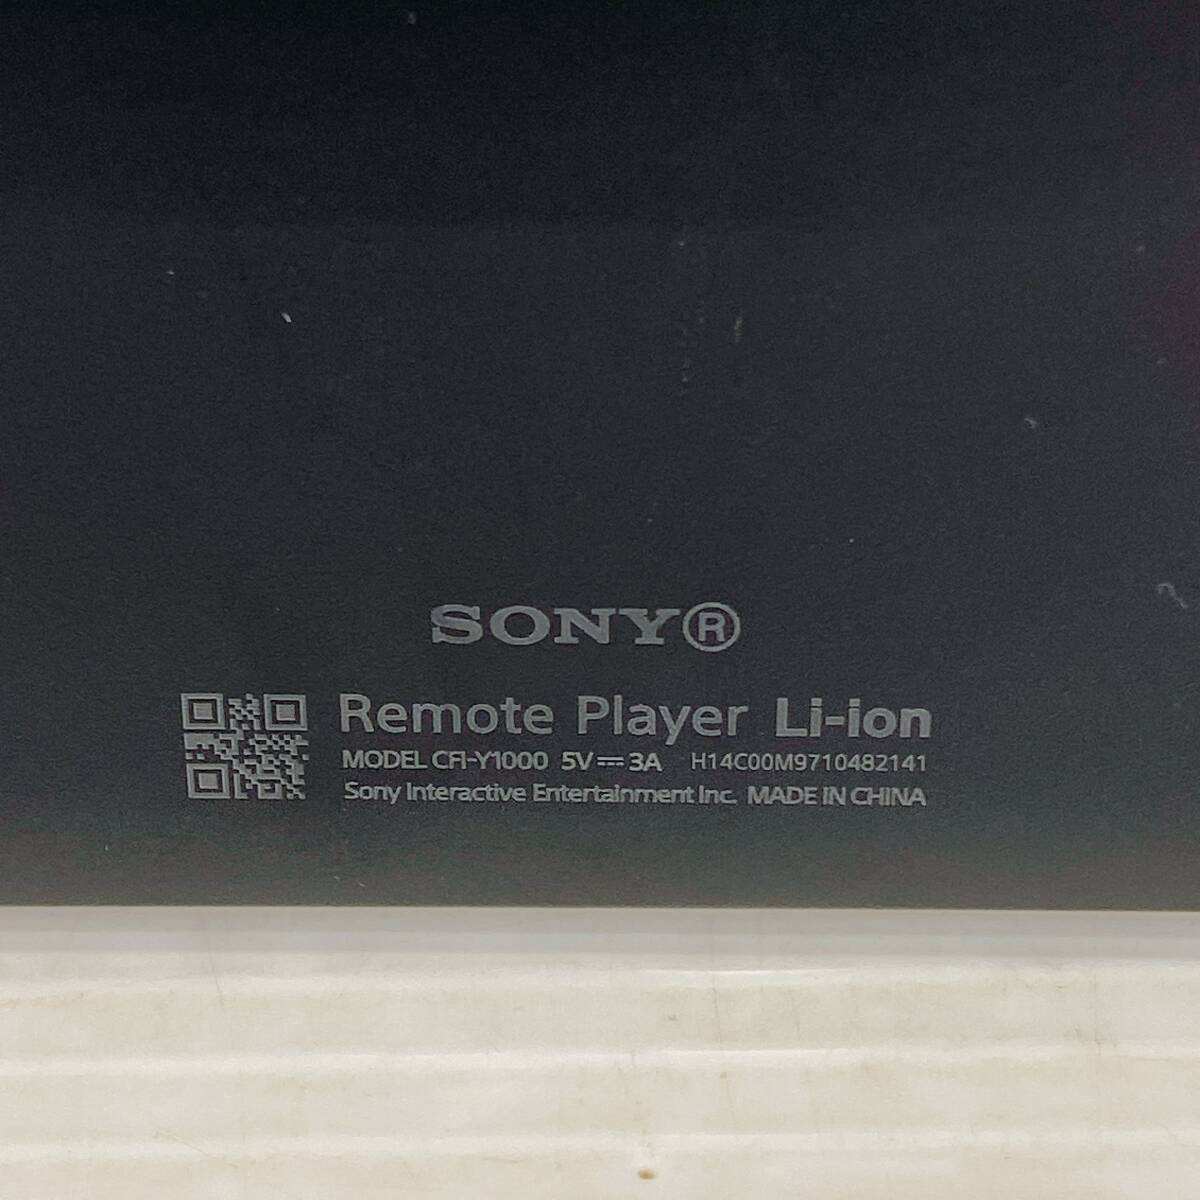 SONY®
Remote Player Li-ion
MODEL CFI-Y1000 5V⎓3A H14C00M9710482141
Sony Interactive Entertainment Inc. MADE IN CHINA